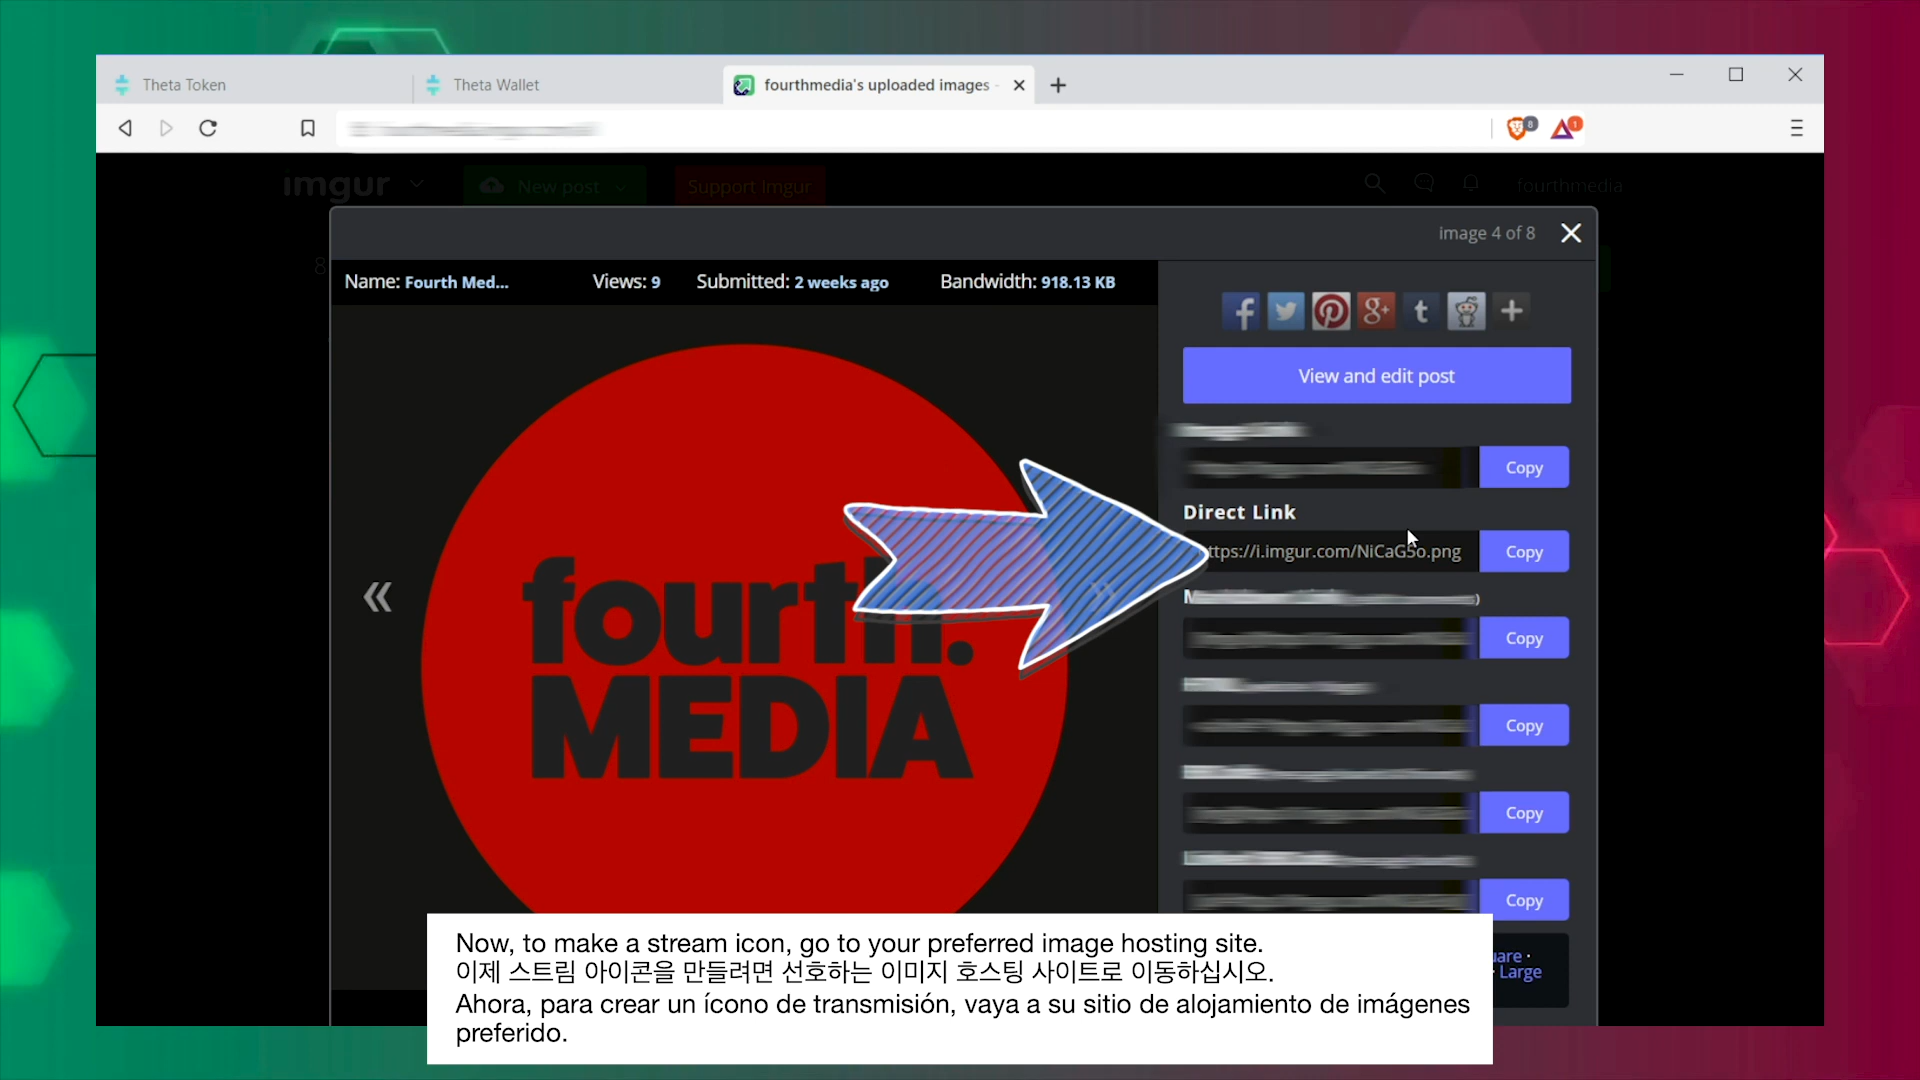 Theta Token
Theta Wallet
fourthmedia's uploaded images -
8
1
imgur
New post
Support Imgur
fourthmedia
image 4 of 8
8
Name: Fourth Med...
Views: 9
Submitted: 2 weeks ago
Bandwidth: 918.13 KB
f
t
View and edit post
Copy
Direct Link
ttps://i.imgur.com/NiCaG5o.png
Copy
Copy
Copy
Copy
Copy
Large
fourth.
MEDIA
Now, to make a stream icon, go to your preferred image hosting site.
이제 스트림 아이콘을 만들려면 선호하는 이미지 호스팅 사이트로 이동하십시오.
Ahora, para crear un ícono de transmisión, vaya a su sitio de alojamiento de imágenes
preferido.